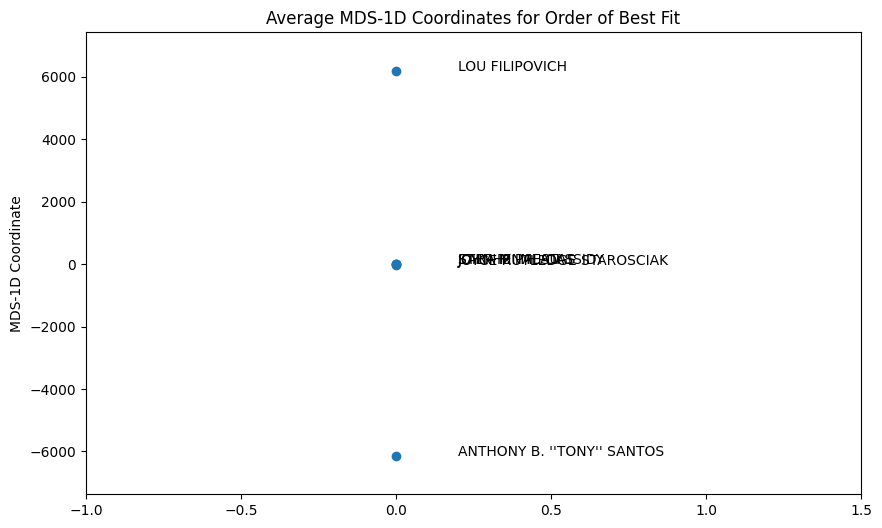 Average MDS-1D Coordinates for Order of Best Fit
MDS-1D Coordinate
6000
4000
2000
0
−2000
−4000
−6000
LOU FILIPOVICH
STAROSCIAK
ANTHONY B. ''TONY'' SANTOS
−1.0
−0.5
0.0
0.5
1.0
1.5